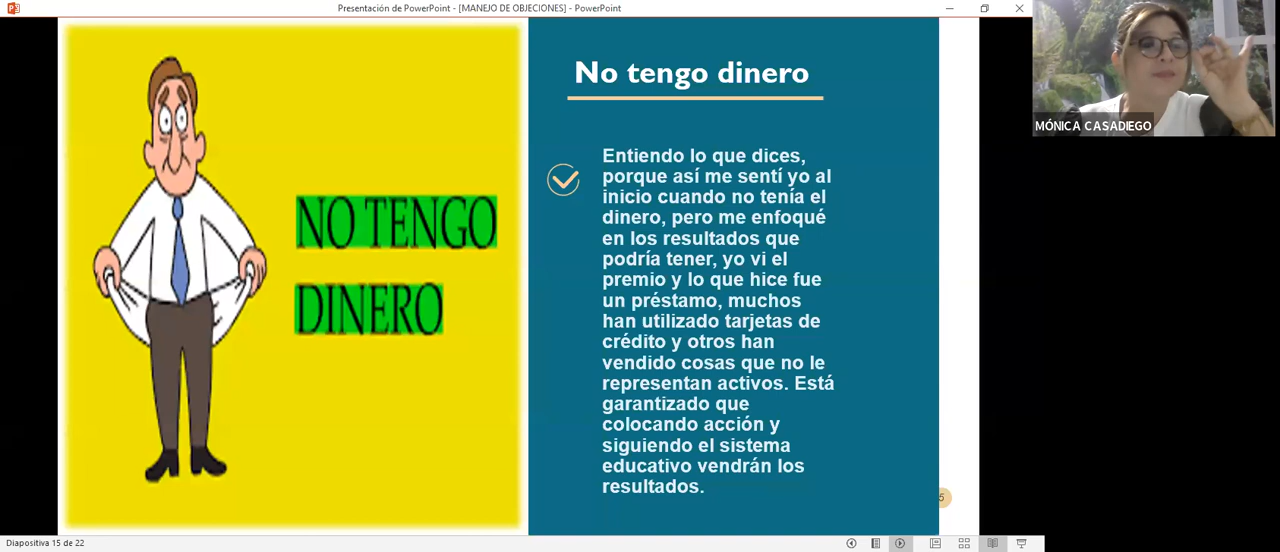 Presentación de PowerPoint - [MANEJO DE OBJECIONES] - PowerPoint
NO TENGO
DINERO
No tengo dinero
Entiendo lo que dices,
porque así me sentí yo al
inicio cuando no tenía el
dinero, pero me enfoqué
en los resultados que
podría tener, yo vi el
premio y lo que hice fue
un préstamo, muchos
han utilizado tarjetas de
crédito y otros han
vendido cosas que no le
representan activos. Está
garantizado que
colocando acción y
siguiendo el sistema
educativo vendrán los
resultados.
5
MÓNICA CASADIEGO
Diapositiva 15 de 22